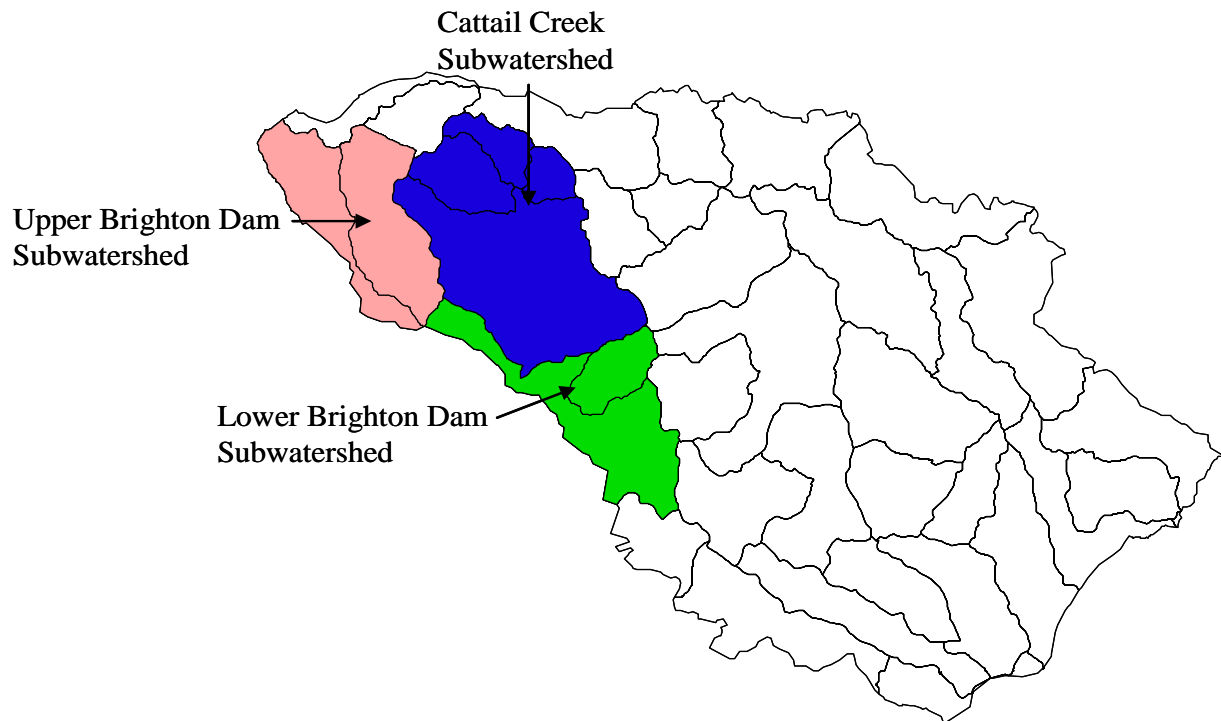 Cattail Creek
Subwatershed
Upper Brighton Dam
Subwatershed
Lower Brighton Dam
Subwatershed